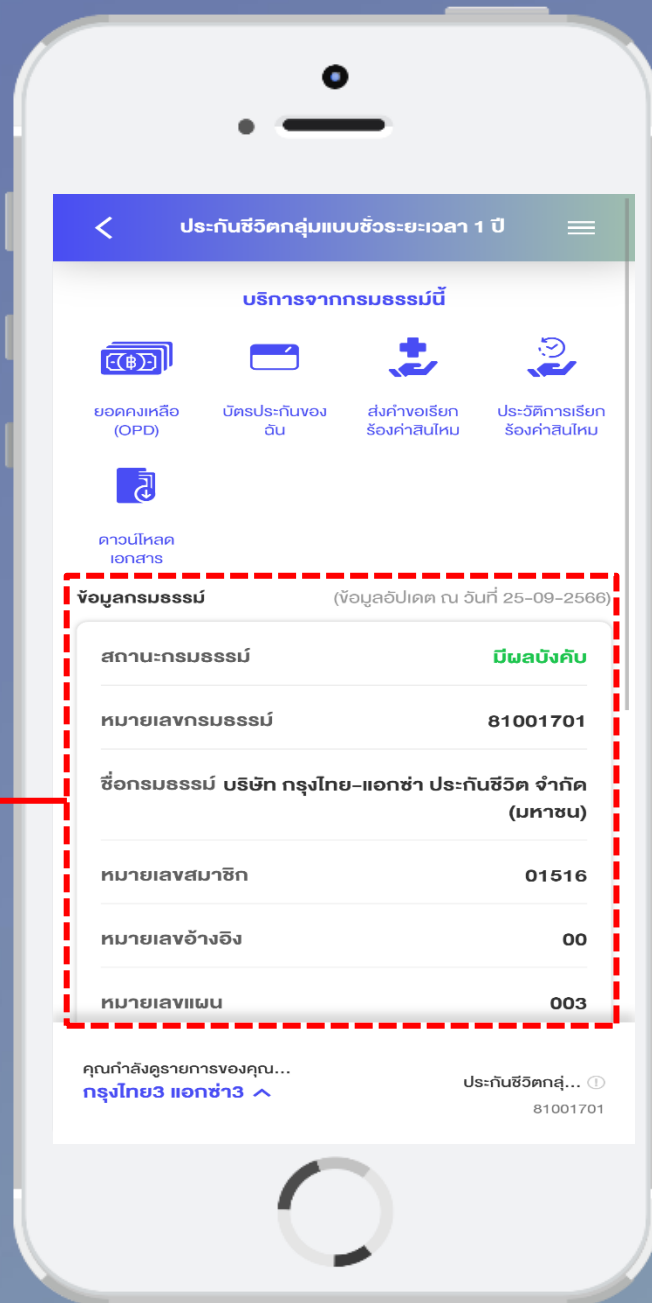 ประกันชีวิตกลุ่มแบบชั่วระยะเวลา 1 ปี
บริการจากกรมธรรม์นี้
ยอดคงเหลือ
(OPD)
บัตรประกันของ
ฉัน
ส่งคำขอเรียก
ร้องค่าสินไหม
ประวัติการเรียก
ร้องค่าสินไหม
ดาวน์โหลด
เอกสาร
ข้อมูลกรมธรรม์ (ข้อมูลอัปเดต ณ วันที่ 25-09-2566)
สถานะกรมธรรม์ มีผลบังคับ
หมายเลขกรมธรรม์ 81001701
ชื่อกรมธรรม์ บริษัท กรุงไทย-แอกซ่า ประกันชีวิต จำกัด
(มหาชน)
หมายเลขสมาชิก 01516
หมายเลขอ้างอิง 00
หมายเลขแผน 003
คุณกำลังดูรายการของคุณ...
กรุงไทย3 แอกซ่า3
ประกันชีวิตกลุ่...
81001701